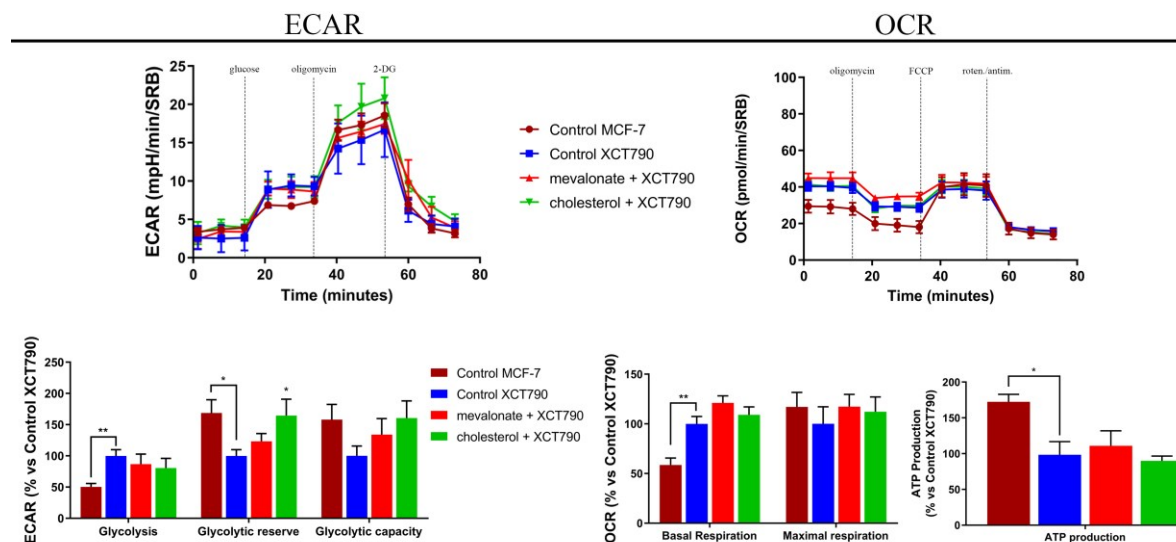 ECAR
OCR
glucose
oligomycin
2-DG
25
20
15
10
5
0
0
20
40
60
80
ECAR (mpH/min/SRB)
Time (minutes)
Control MCF-7
Control XCT790
mevalonate + XCT790
cholesterol + XCT790
oligomycin
FCCP
roten./antim.
100
80
60
40
20
0
0
20
40
60
80
OCR (pmol/min/SRB)
Time (minutes)
ECAR (% vs Control XCT790)
250
200
150
100
50
0
**
*
*
Glycolysis
Glycolytic reserve
Glycolytic capacity
Control MCF-7
Control XCT790
mevalonate + XCT790
cholesterol + XCT790
OCR (% vs Control XCT790)
150
100
50
0
**
Basal Respiration
Maximal respiration
ATP Production
(% vs Control XCT790)
200
150
100
50
0
*
ATP production